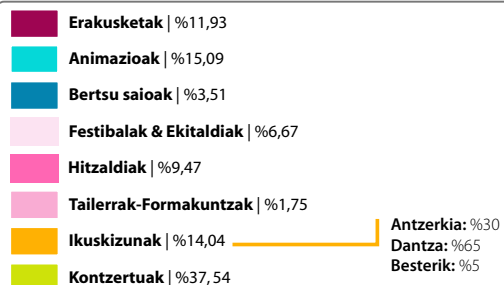 Erakusketak | %11,93
Animazioak | %15,09
Bertsu saioak | %3,51
Festibalak & Ekitaldiak | %6,67
Hitzaldiak | %9,47
Tailerrak-Formakuntzak | %1,75
Ikuskizunak | %14,04
Antzerkia: %30
Dantza: %65
Besterik: %5
Kontzertuak | %37,54